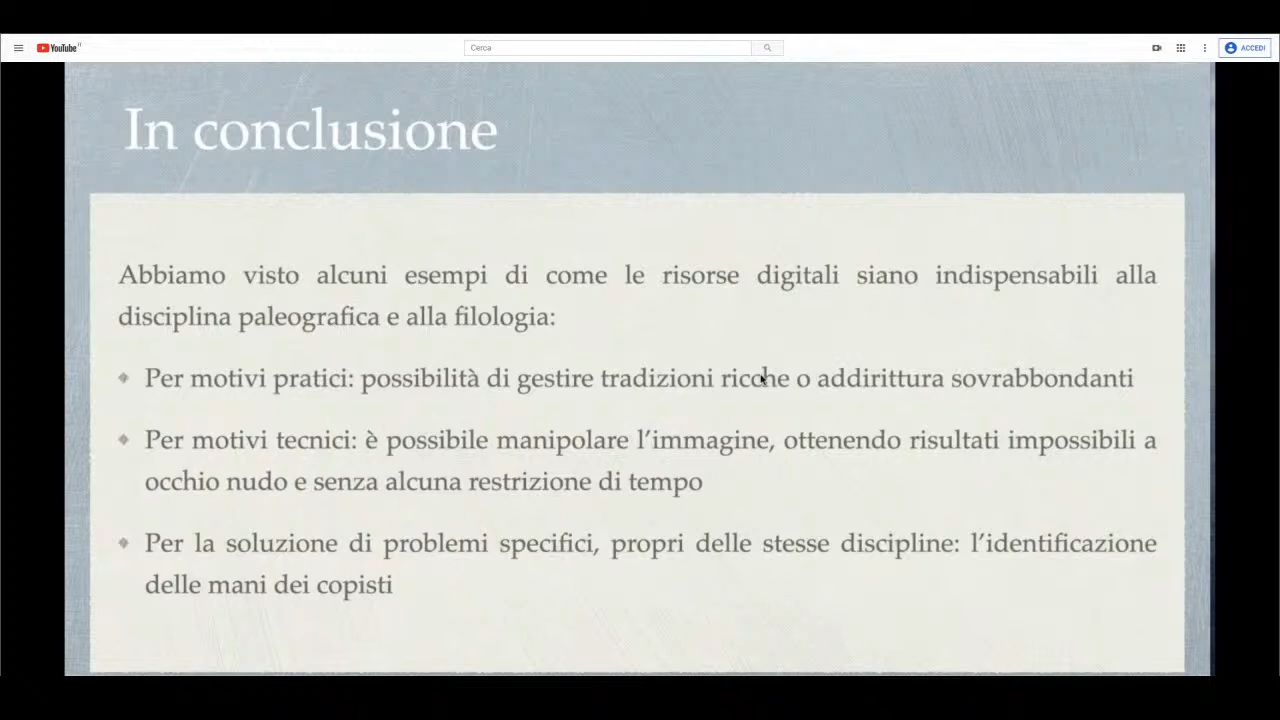 YouTube IT
Cerca
ACCEDI
In conclusione
Abbiamo visto alcuni esempi di come le risorse digitali siano indispensabili alla
disciplina paleografica e alla filologia:
Per motivi pratici: possibilità di gestire tradizioni ricche o addirittura sovrabbondanti
Per motivi tecnici: è possibile manipolare l'immagine, ottenendo risultati impossibili a
occhio nudo e senza alcuna restrizione di tempo
Per la soluzione di problemi specifici, propri delle stesse discipline: l'identificazione
delle mani dei copisti